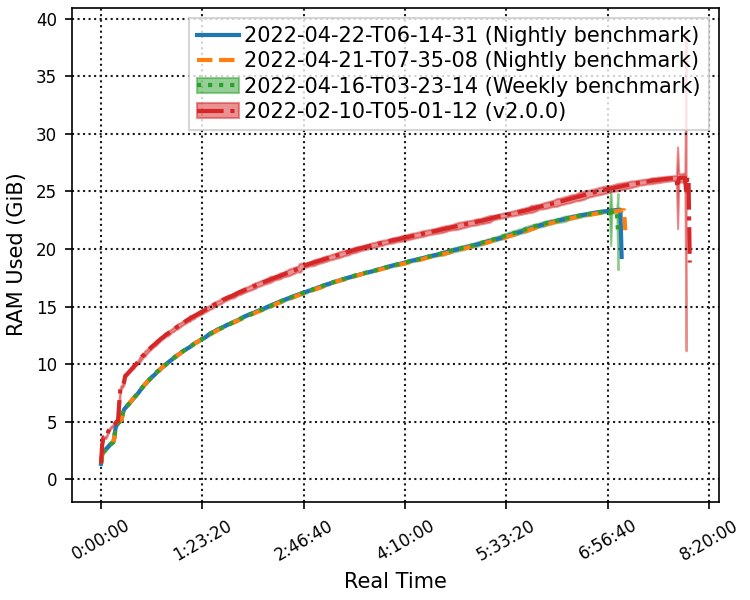 40
35
30
25
20
15
10
5
0
RAM Used (GiB)
2022-04-22-T06-14-31 (Nightly benchmark)
2022-04-21-T07-35-08 (Nightly benchmark)
2022-04-16-T03-23-14 (Weekly benchmark)
2022-02-10-T05-01-12 (v2.0.0)
0:00:00
1:23:20
2:46:40
4:10:00
5:33:20
6:56:40
8:20:00
Real Time